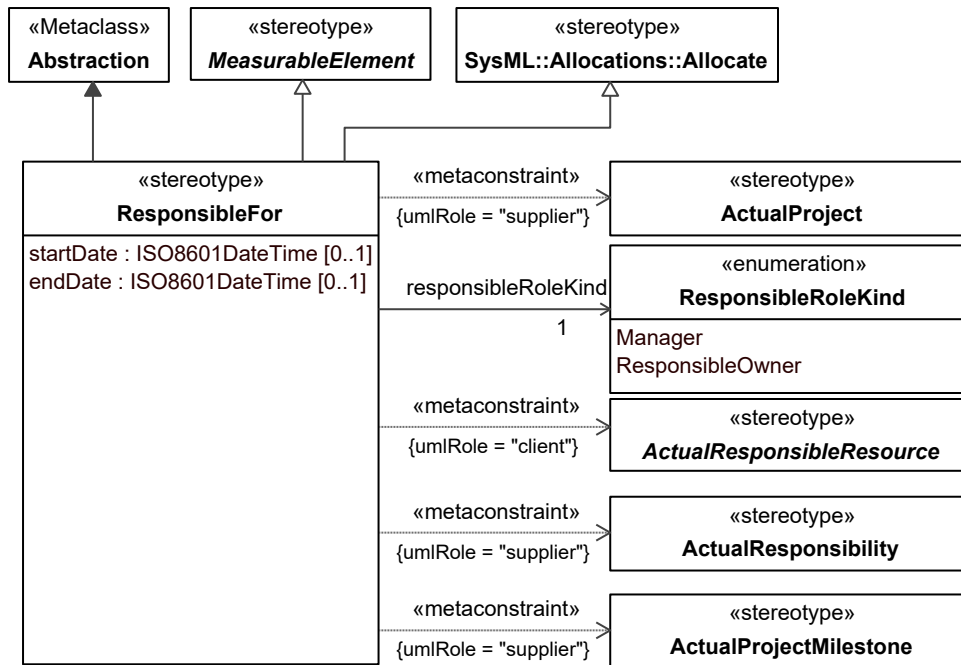 «Metaclass»
Abstraction
«stereotype»
MeasurableElement
«stereotype»
SysML::Allocations::Allocate
«stereotype»
ResponsibleFor
startDate : ISO8601DateTime [0..1]
endDate : ISO8601DateTime [0..1]
«metaconstraint»
{umlRole = "supplier"}
«stereotype»
ActualProject
responsibleRoleKind
1
«enumeration»
ResponsibleRoleKind
Manager
ResponsibleOwner
«metaconstraint»
{umlRole = "client"}
«stereotype»
ActualResponsibleResource
«metaconstraint»
{umlRole = "supplier"}
«stereotype»
ActualResponsibility
«metaconstraint»
{umlRole = "supplier"}
«stereotype»
ActualProjectMilestone